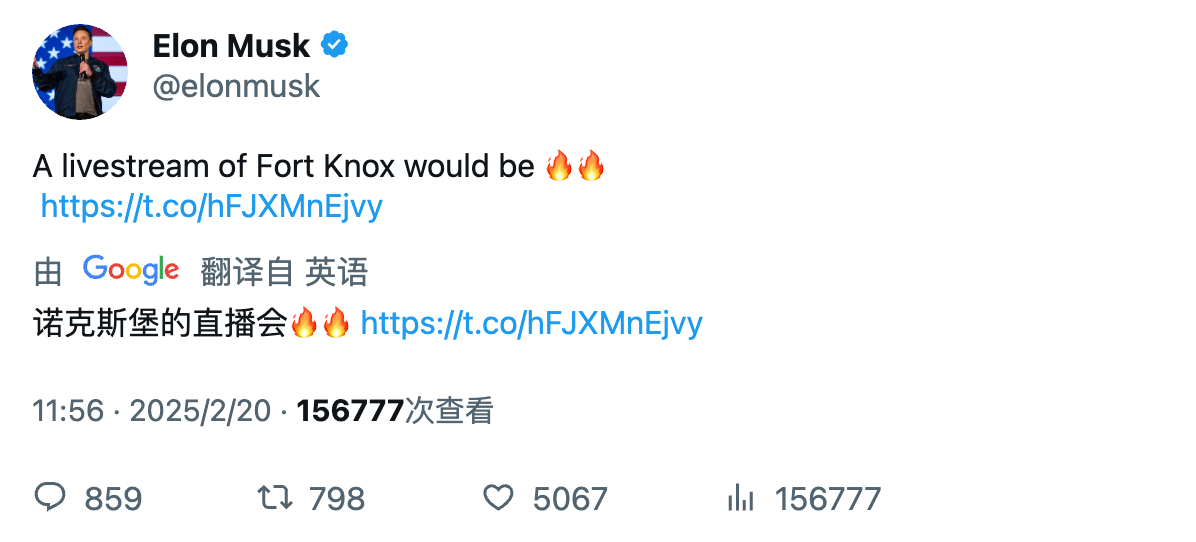 Elon Musk
@elonmusk
A livestream of Fort Knox would be 🔥🔥
https://t.co/hFJXMnEjvy
由 Google 翻译自 英语
诺克斯堡的直播会🔥🔥 https://t.co/hFJXMnEjvy
11:56 · 2025/2/20 · 156777次查看
859 798 5067 156777